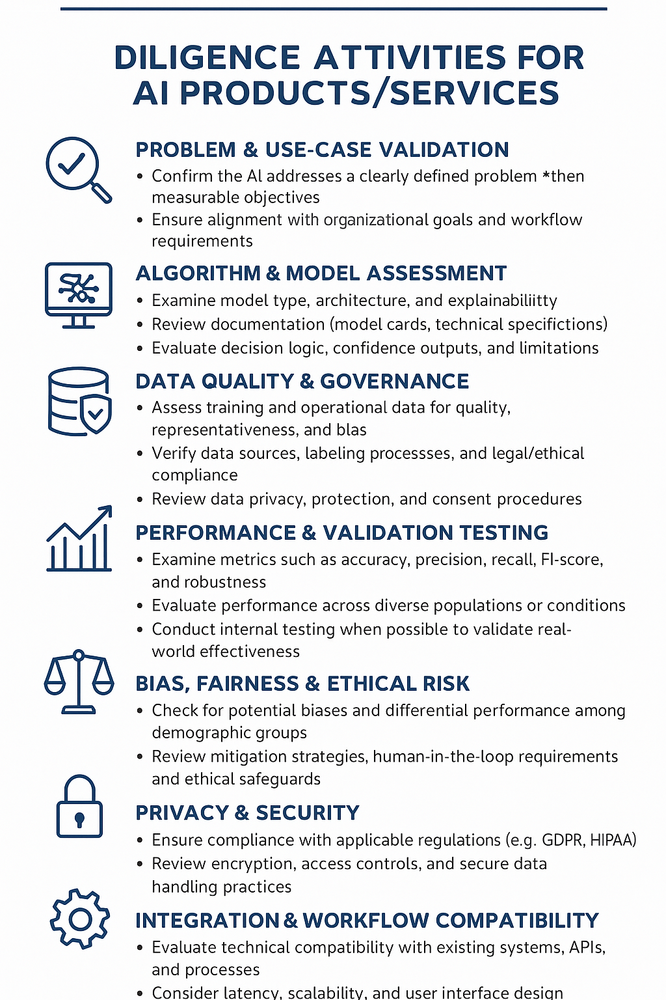 DILIGENCE ATTIVITIES FOR
AI PRODUCTS/SERVICES
PROBLEM & USE-CASE VALIDATION
• Confirm the AI addresses a clearly defined problem *then
measurable objectives
• Ensure alignment with organizational goals and workflow
requirements
ALGORITHM & MODEL ASSESSMENT
• Examine model type, architecture, and explainabiliitty
• Review documentation (model cards, technical specifictions)
• Evaluate decision logic, confidence outputs, and limitations
DATA QUALITY & GOVERNANCE
• Assess training and operational data for quality,
representativeness, and blas
• Verify data sources, labeling processses, and legal/ethical
compliance
• Review data privacy, protection, and consent procedures
PERFORMANCE & VALIDATION TESTING
• Examine metrics such as accuracy, precision, recall, FI-score,
and robustness
• Evaluate performance across diverse populations or conditions
• Conduct internal testing when possible to validate real-
world effectiveness
BIAS, FAIRNESS & ETHICAL RISK
• Check for potential biases and differential performance among
demographic groups
• Review mitigation strategies, human-in-the-loop requirements
and ethical safeguards
PRIVACY & SECURITY
• Ensure compliance with applicable regulations (e.g. GDPR, HIPAA)
• Review encryption, access controls, and secure data
handling practices
INTEGRATION & WORKFLOW COMPATIBILITY
• Evaluate technical compatibility with existing systems, APIs,
and processes
• Consider latency, scalability, and user interface design